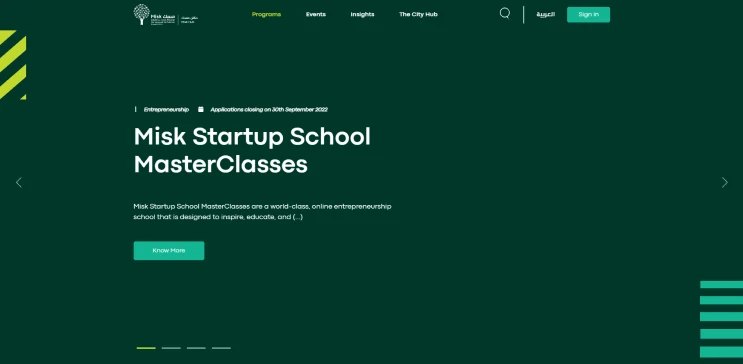 Misk مسك
Programs
Events
Insights
The City Hub
العربية
Sign In
Entrepreneurship
Applications closing on 30th September 2022
Misk Startup School
MasterClasses
Misk Startup School MasterClasses are a world-class, online entrepreneurship
school that is designed to inspire, educate, and (...)
Know More